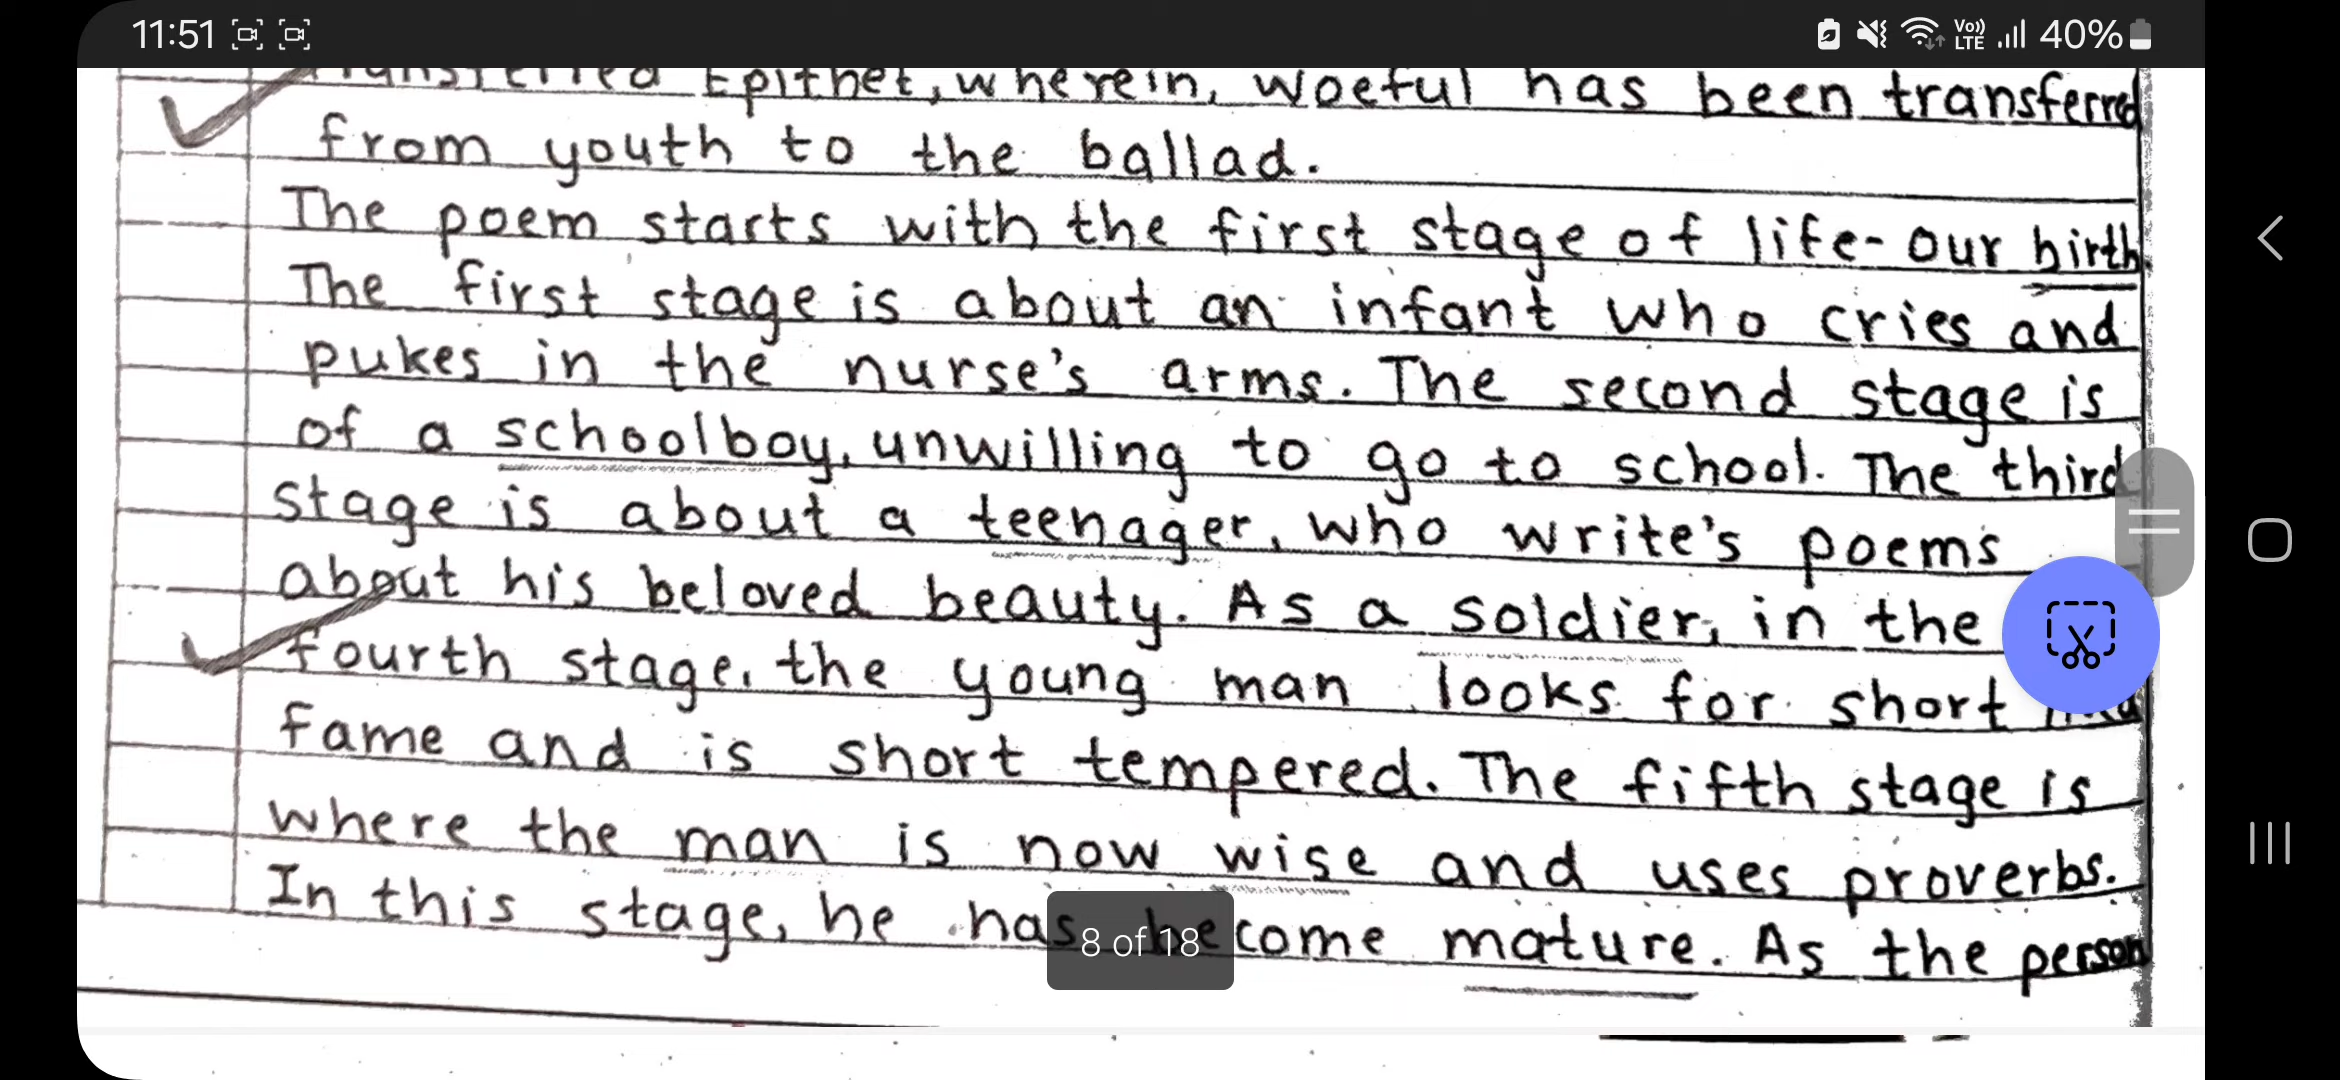 11:51 Vo)) LTE 40%
Transferred Epithet, wherein, woeful has been transferred
from youth to the ballad.
The poem starts with the first stage of life- our birth.
The first stage is about an infant who cries and
pukes in the nurse's arms. The second stage is
of a schoolboy, unwilling to go to school. The third
stage is about a teenager, who write's poems
about his beloved beauty. As a soldier, in the
fourth stage, the young man looks for short
fame and is short tempered. The fifth stage is
where the man is now wise and uses proverbs.
In this stage, he has become mature. As the person
8 of 18